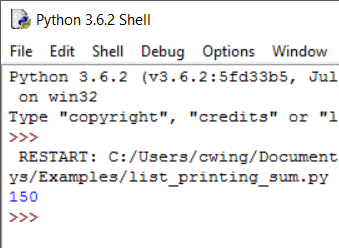 Python 3.6.2 Shell
File Edit Shell Debug Options Window
Python 3.6.2 (v3.6.2:5fd33b5, Jul
 on win32
Type "copyright", "credits" or "l
>>>
 RESTART: C:/Users/cwing/Document
ys/Examples/list_printing_sum.py
150
>>>